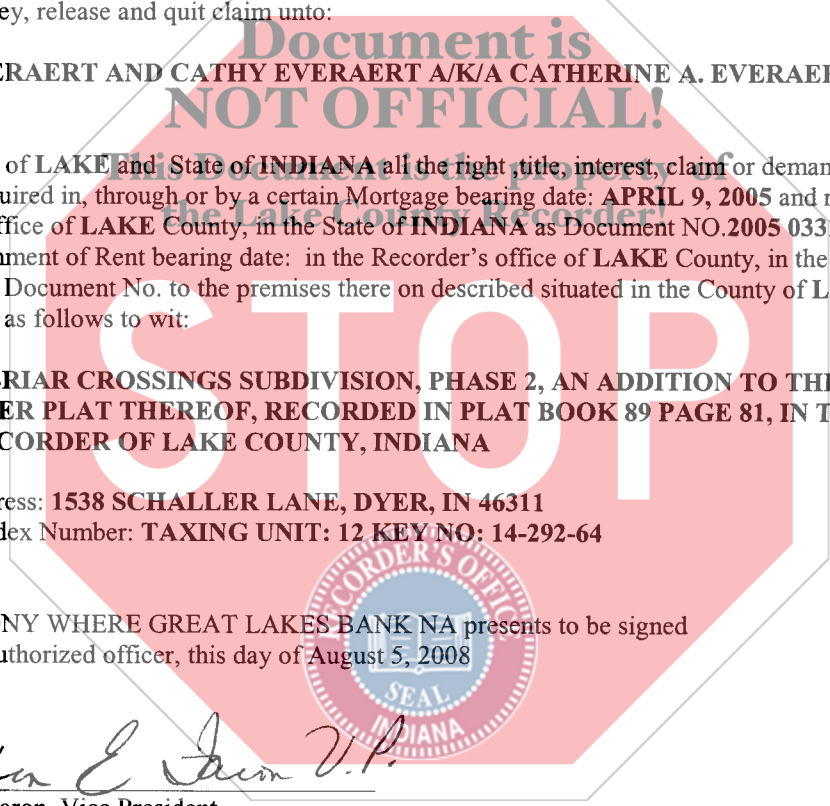 ey, release and quit claim unto:
Document is
ERAERT AND CATHY EVERAERT A/K/A CATHERINE A. EVERAE
NOT OFFICIAL!
of LAKE and State of INDIANA all the right ,title, interest, claim or deman
This Document is the property of
uired in, through or by a certain Mortgage bearing date: APRIL 9, 2005 and r
the Lake County Recorder!
ffice of LAKE County, in the State of INDIANA as Document NO.2005 033
nment of Rent bearing date: in the Recorder's office of LAKE County, in the
Document No. to the premises there on described situated in the County of L
as follows to wit:
STOP
RIAR CROSSINGS SUBDIVISION, PHASE 2, AN ADDITION TO TH
ER PLAT THEREOF, RECORDED IN PLAT BOOK 89 PAGE 81, IN T
CORDER OF LAKE COUNTY, INDIANA
ress: 1538 SCHALLER LANE, DYER, IN 46311
dex Number: TAXING UNIT: 12 KEY NO: 14-292-64
RECORDER'S OFFICE
NY WHERE GREAT LAKES BANK NA presents to be signed
uthorized officer, this day of August 5, 2008
SEAL
INDIANA
V.P.
eron, Vice President